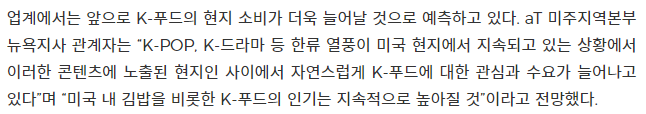 업계에서는 앞으로 K-푸드의 현지 소비가 더욱 늘어날 것으로 예측하고 있다. aT 미주지역본부
뉴욕지사 관계자는 “K-POP, K-드라마 등 한류 열풍이 미국 현지에서 지속되고 있는 상황에서
이러한 콘텐츠에 노출된 현지인 사이에서 자연스럽게 K-푸드에 대한 관심과 수요가 늘어나고
있다”며 “미국 내 김밥을 비롯한 K-푸드의 인기는 지속적으로 높아질 것”이라고 전망했다.